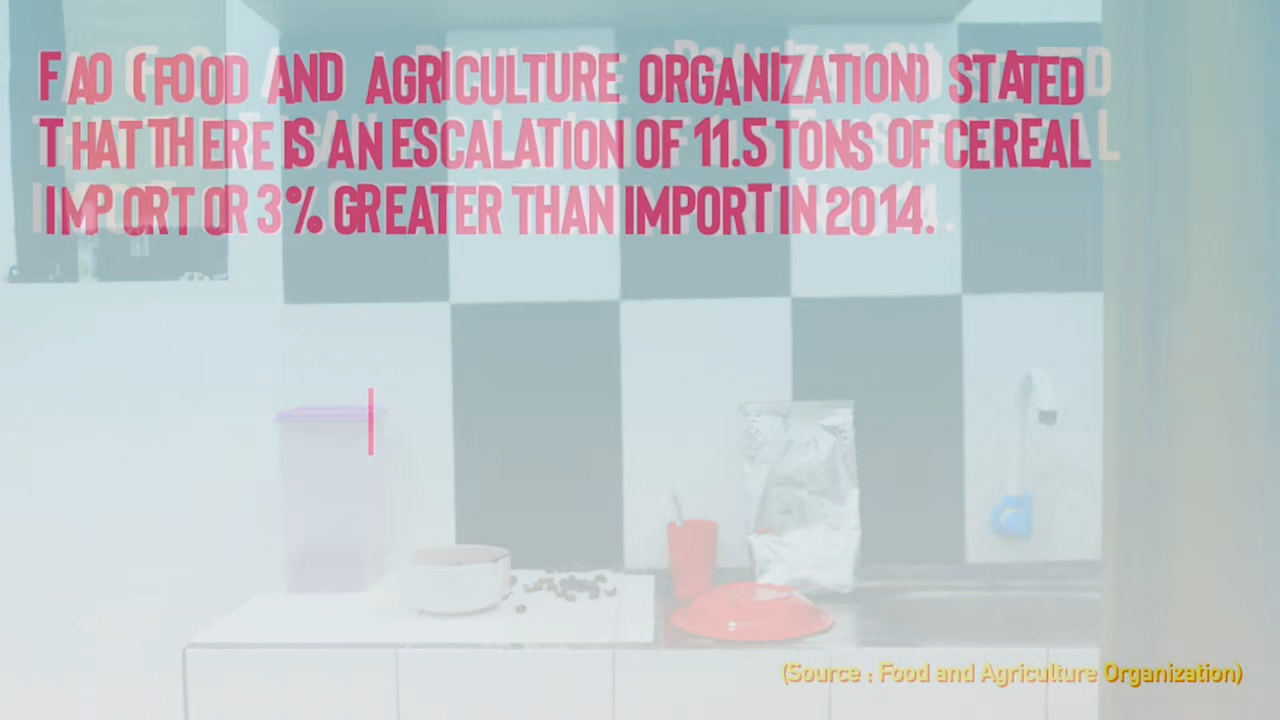 FAO (FOOD AND AGRICULTURE ORGANIZATION) STATED
THAT THERE IS AN ESCALATION OF 11.5 TONS OF CEREAL
IMPORT OR 3% GREATER THAN IMPORT IN 2014.
(Source : Food and Agriculture Organization)